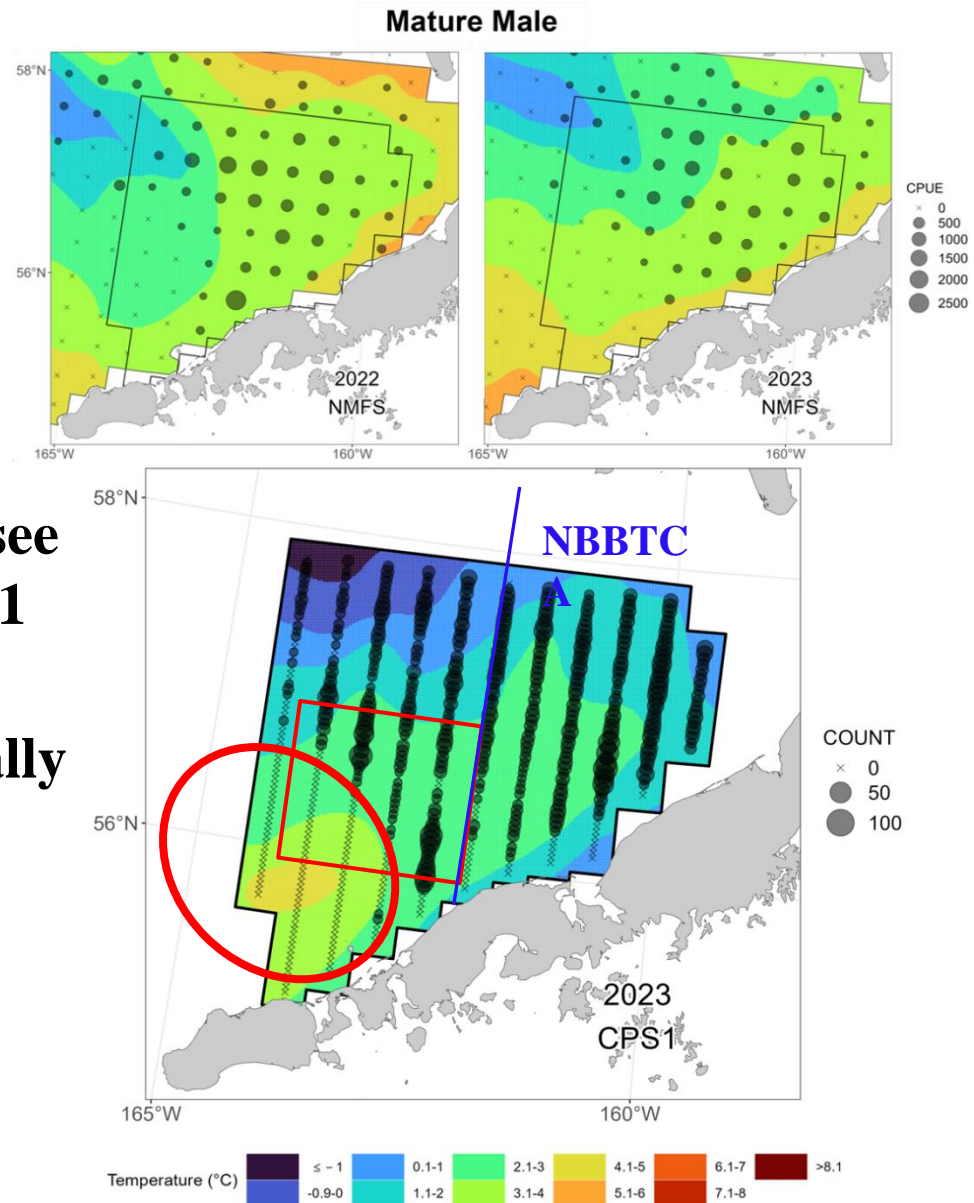 Mature Male
58°N
56°N
165°W
160°W
2022
NMFS
165°W
160°W
2023
NMFS
CPUE
× 0
500
1000
1500
2000
2500
see
1
ally
58°N
56°N
165°W
160°W
NBBTC
A
2023
CPS1
COUNT
× 0
50
100
Temperature (°C)
≤ − 1
0.1-1
2.1-3
4.1-5
6.1-7
>8.1
-0.9-0
1.1-2
3.1-4
5.1-6
7.1-8